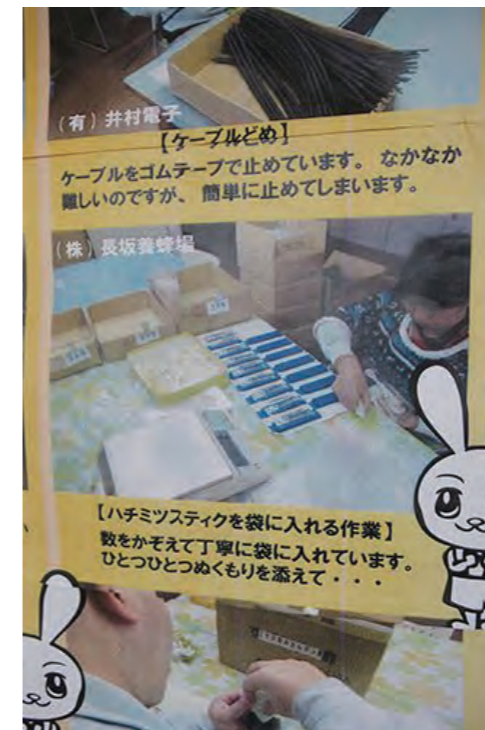 (有)井村電子
【ケーブルどめ】
ケーブルをゴムテープで止めています。なかなか
難しいのですが、簡単に止めてしまいます。
(株)長坂養蜂場
【ハチミツスティクを袋に入れる作業】
数をかぞえて丁寧に袋に入れています。
ひとつひとつぬくもりを添えて・・・